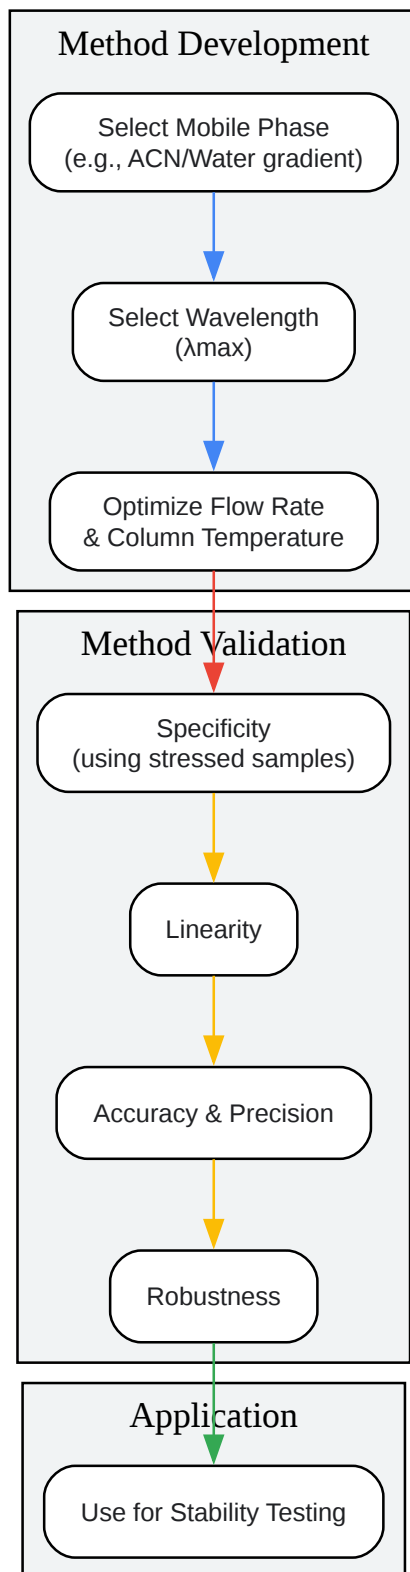 Method Development
Select Mobile Phase
(e.g., ACN/Water gradient)
Select Wavelength
(λmax)
Optimize Flow Rate
& Column Temperature
Method Validation
Specificity
(using stressed samples)
Linearity
Accuracy & Precision
Robustness
Application
Use for Stability Testing